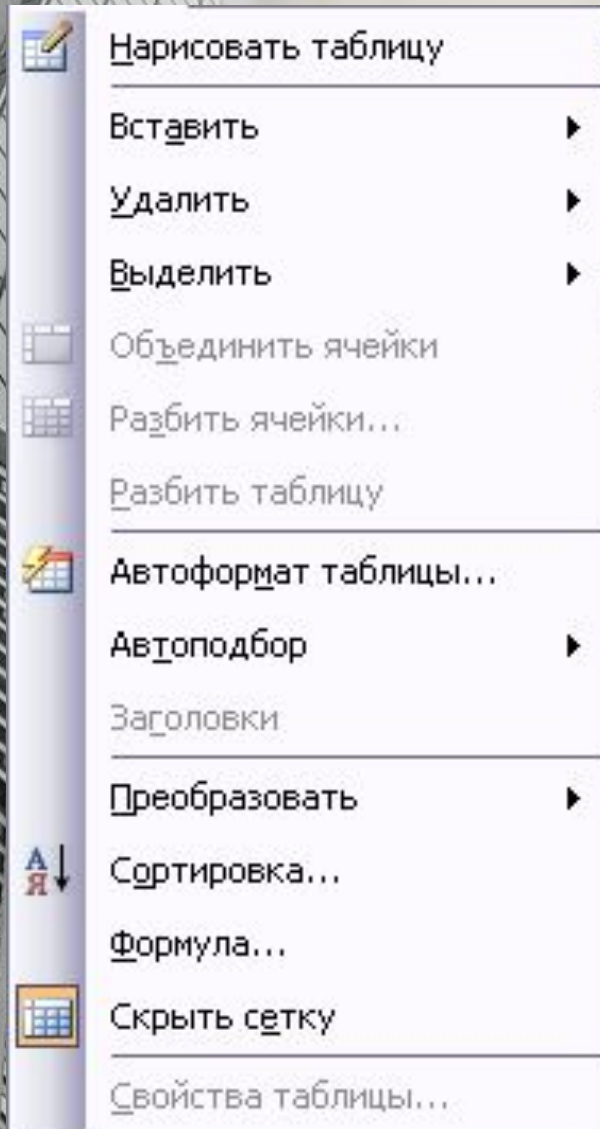 Нарисовать таблицу
Вставить
Удалить
Выделить
Объединить ячейки
Разбить ячейки...
Разбить таблицу
Автоформат таблицы...
Автоподбор
Заголовки
Преобразовать
А
Я
Сортировка...
Формула...
Скрыть сетку
Свойства таблицы...